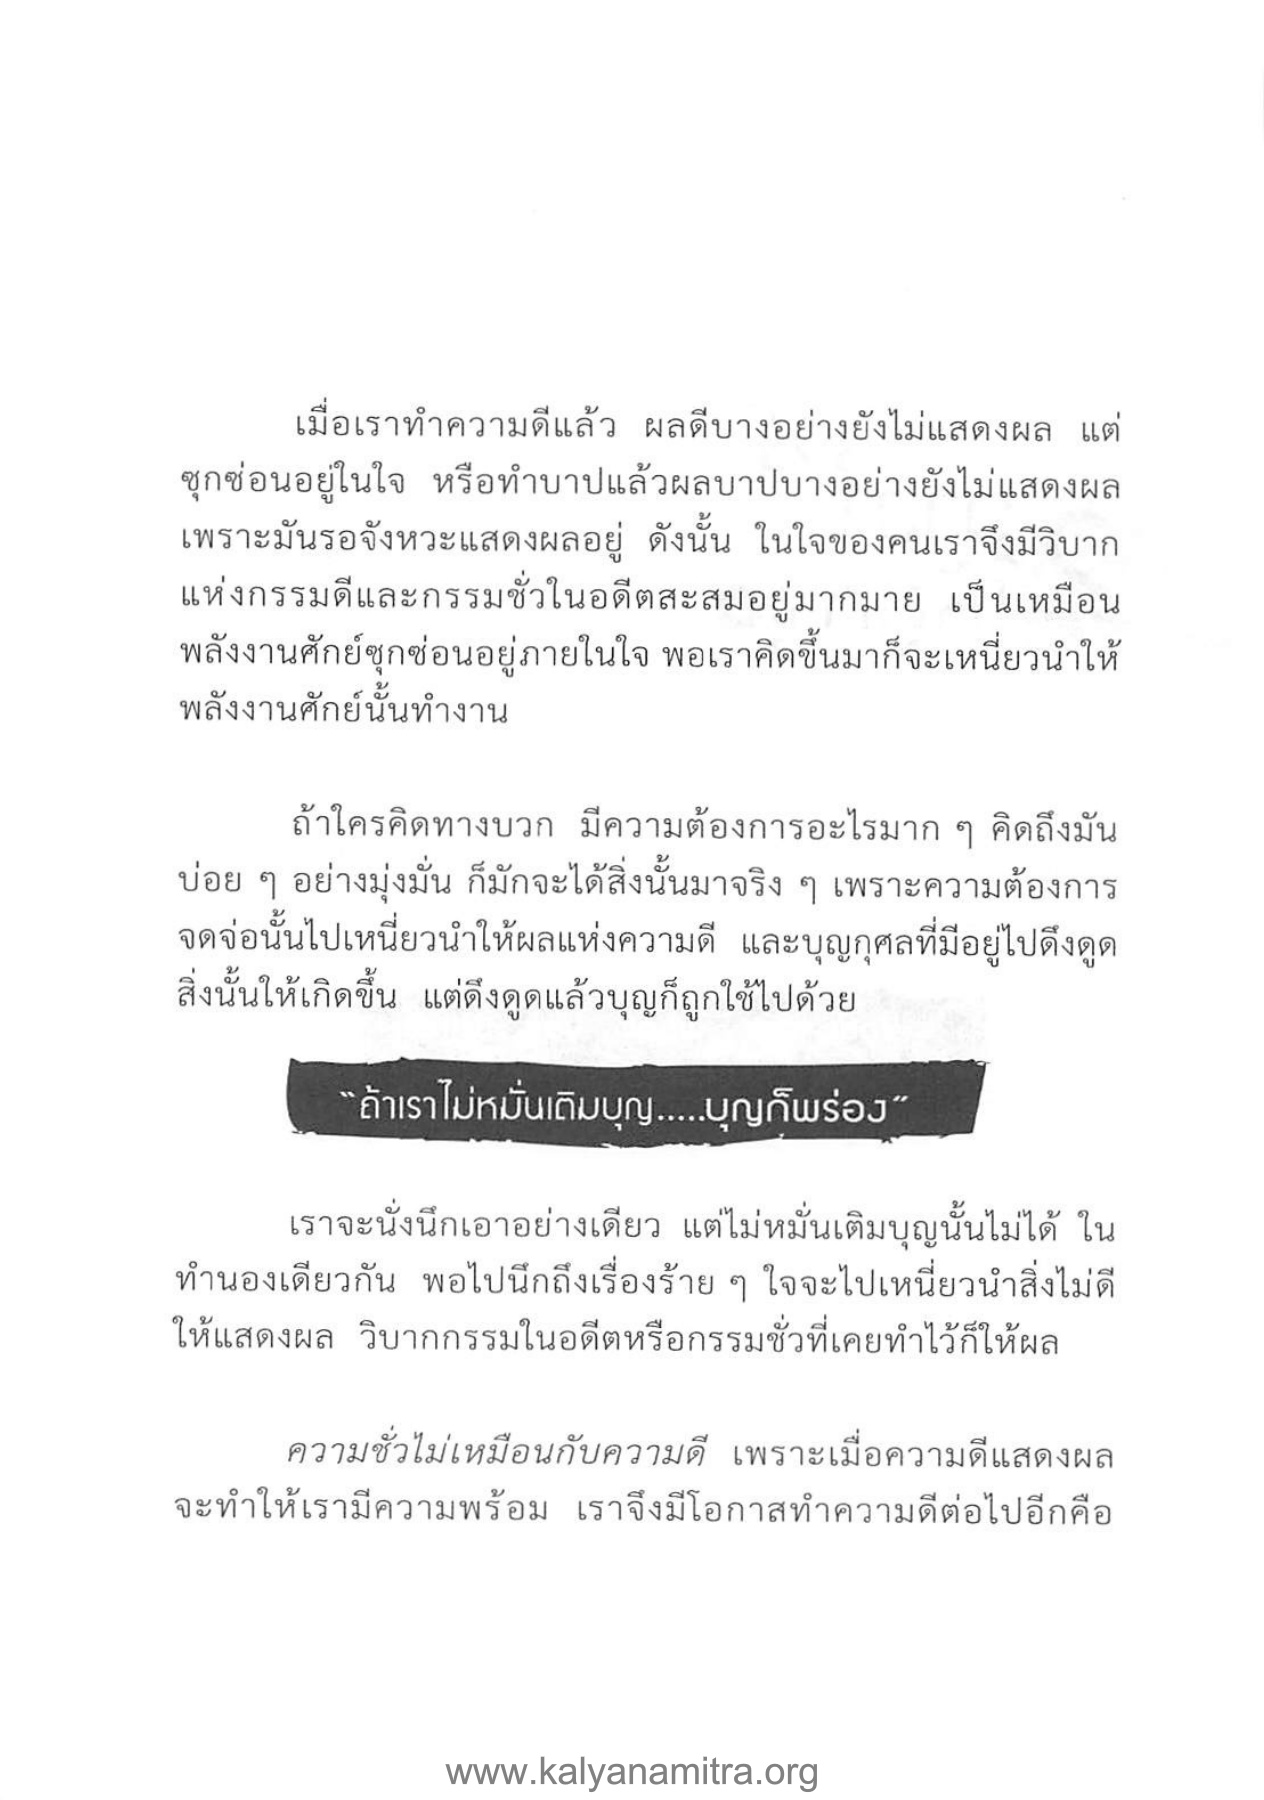 เมื่อเราทำความดีแล้ว ผลดีบางอย่างยังไม่แสดงผล แต่
ซุกซ่อนอยู่ในใจ หรือทำบาปแล้วผลบาปบางอย่างยังไม่แสดงผล
เพราะมันรอจังหวะแสดงผลอยู่ ดังนั้น ในใจของคนเราจึงมีวิบาก
แห่งกรรมดีและกรรมชั่วในอดีตสะสมอยู่มากมาย เป็นเหมือน
พลังงานศักย์ซุกซ่อนอยู่ภายในใจ พอเราคิดขึ้นมาก็จะเหนี่ยวนำให้
พลังงานศักย์นั้นทำงาน
ถ้าใครคิดทางบวก มีความต้องการอะไรมาก ๆ คิดถึงมัน
บ่อย ๆ อย่างมุ่งมั่น ก็มักจะได้สิ่งนั้นมาจริง ๆ เพราะความต้องการ
จดจ่อนั้นไปเหนี่ยวนำให้ผลแห่งความดี และบุญกุศลที่มีอยู่ไปดึงดูด
สิ่งนั้นให้เกิดขึ้น แต่ดึงดูดแล้วบุญก็ถูกใช้ไปด้วย
“ถ้าเราไม่หมั่นเติมบุญ.....บุญก็พร่อง”
เราจะนั่งนึกเอาอย่างเดียว แต่ไม่หมั่นเติมบุญนั้นไม่ได้ ใน
ทำนองเดียวกัน พอไปนึกถึงเรื่องร้าย ๆ ใจจะไปเหนี่ยวนำสิ่งไม่ดี
ให้แสดงผล วิบากกรรมในอดีตหรือกรรมชั่วที่เคยทำไว้ก็ให้ผล
ความชั่วไม่เหมือนกับความดี เพราะเมื่อความดีแสดงผล
จะทำให้เรามีความพร้อม เราจึงมีโอกาสทำความดีต่อไปอีกคือ
www.kalyanamitra.org